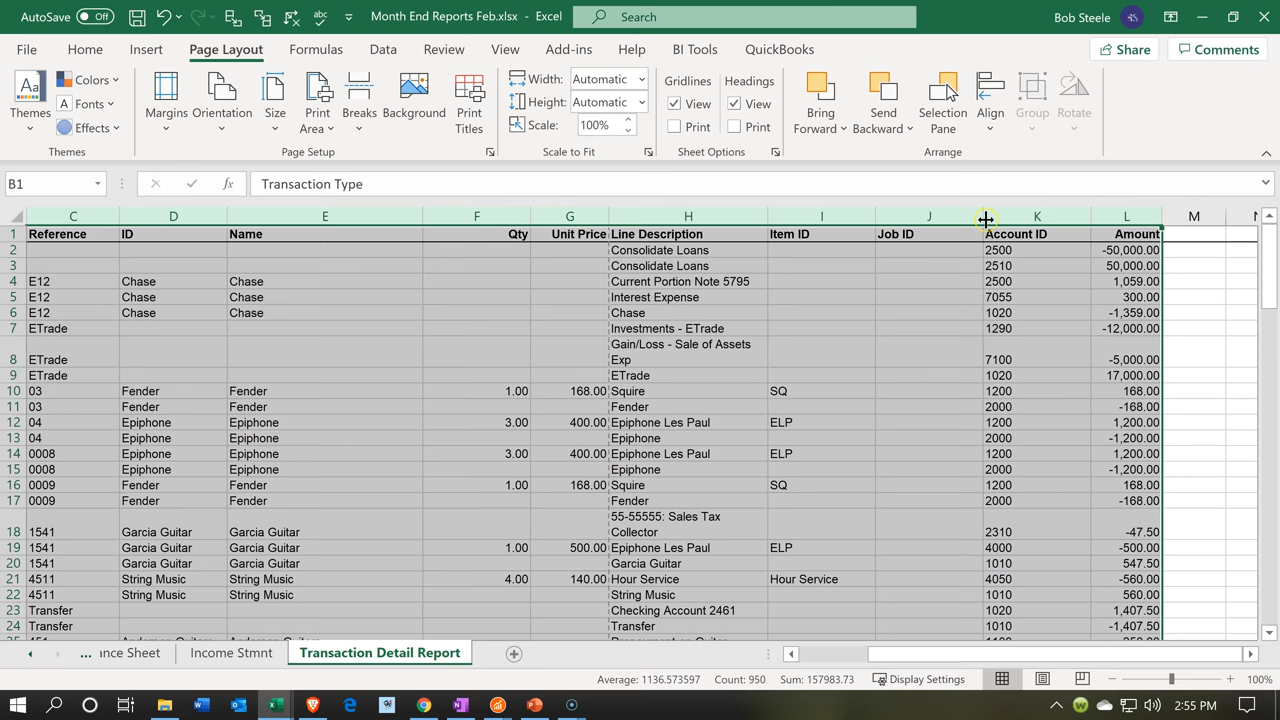 AutoSave Off Month End Reports Feb.xlsx - Excel Search Bob Steele BS
File Home Insert Page Layout Formulas Data Review View Add-ins Help BI Tools QuickBooks Share Comments
Themes Colors Fonts Effects Margins Orientation Size Print Area Breaks Background Print Titles Width: Automatic Height: Automatic Scale: 100% Gridlines View Print Headings View Print Bring Forward Send Backward Selection Pane Align Group Rotate
Themes Page Setup Scale to Fit Sheet Options Arrange
B1 fx Transaction Type
C D E F G H I J K L M
1 Reference ID Name Qty Unit Price Line Description Item ID Job ID Account ID Amount
2 Consolidate Loans 2500 -50,000.00
3 Consolidate Loans 2510 50,000.00
4 E12 Chase Chase Current Portion Note 5795 2500 1,059.00
5 E12 Chase Chase Interest Expense 7055 300.00
6 E12 Chase Chase Chase 1020 -1,359.00
7 ETrade Investments - ETrade 1290 -12,000.00
Gain/Loss - Sale of Assets
8 ETrade Exp 7100 -5,000.00
9 ETrade ETrade 1020 17,000.00
10 03 Fender Fender 1.00 168.00 Squire SQ 1200 168.00
11 03 Fender Fender Fender 2000 -168.00
12 04 Epiphone Epiphone 3.00 400.00 Epiphone Les Paul ELP 1200 1,200.00
13 04 Epiphone Epiphone Epiphone 2000 -1,200.00
14 0008 Epiphone Epiphone 3.00 400.00 Epiphone Les Paul ELP 1200 1,200.00
15 0008 Epiphone Epiphone Epiphone 2000 -1,200.00
16 0009 Fender Fender 1.00 168.00 Squire SQ 1200 168.00
17 0009 Fender Fender Fender 2000 -168.00
55-55555: Sales Tax
18 1541 Garcia Guitar Garcia Guitar Collector 2310 -47.50
19 1541 Garcia Guitar Garcia Guitar 1.00 500.00 Epiphone Les Paul ELP 4000 -500.00
20 1541 Garcia Guitar Garcia Guitar Garcia Guitar 1010 547.50
21 4511 String Music String Music 4.00 140.00 Hour Service Hour Service 4050 -560.00
22 4511 String Music String Music String Music 1010 560.00
23 Transfer Checking Account 2461 1020 1,407.50
24 Transfer Transfer 1010 -1,407.50
... ance Sheet Income Stmnt Transaction Detail Report
Average: 1136.573597 Count: 950 Sum: 157983.73 Display Settings 100%
2:55 PM